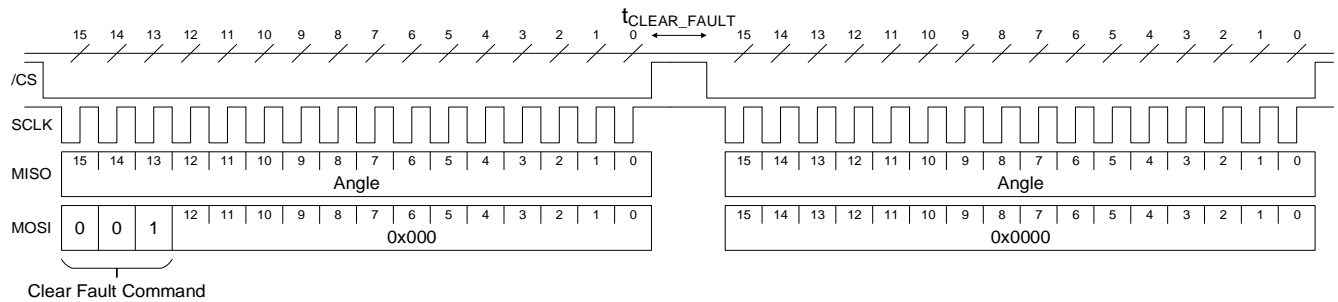 tCLEAR_FAULT
15 14 13 12 11 10 9 8 7 6 5 4 3 2 1 0 15 14 13 12 11 10 9 8 7 6 5 4 3 2 1 0
/CS
SCLK
15 14 13 12 11 10 9 8 7 6 5 4 3 2 1 0 15 14 13 12 11 10 9 8 7 6 5 4 3 2 1 0
MISO
Angle Angle
12 11 10 9 8 7 6 5 4 3 2 1 0 15 14 13 12 11 10 9 8 7 6 5 4 3 2 1 0
MOSI 0 0 1
0x000 0x0000
Clear Fault Command